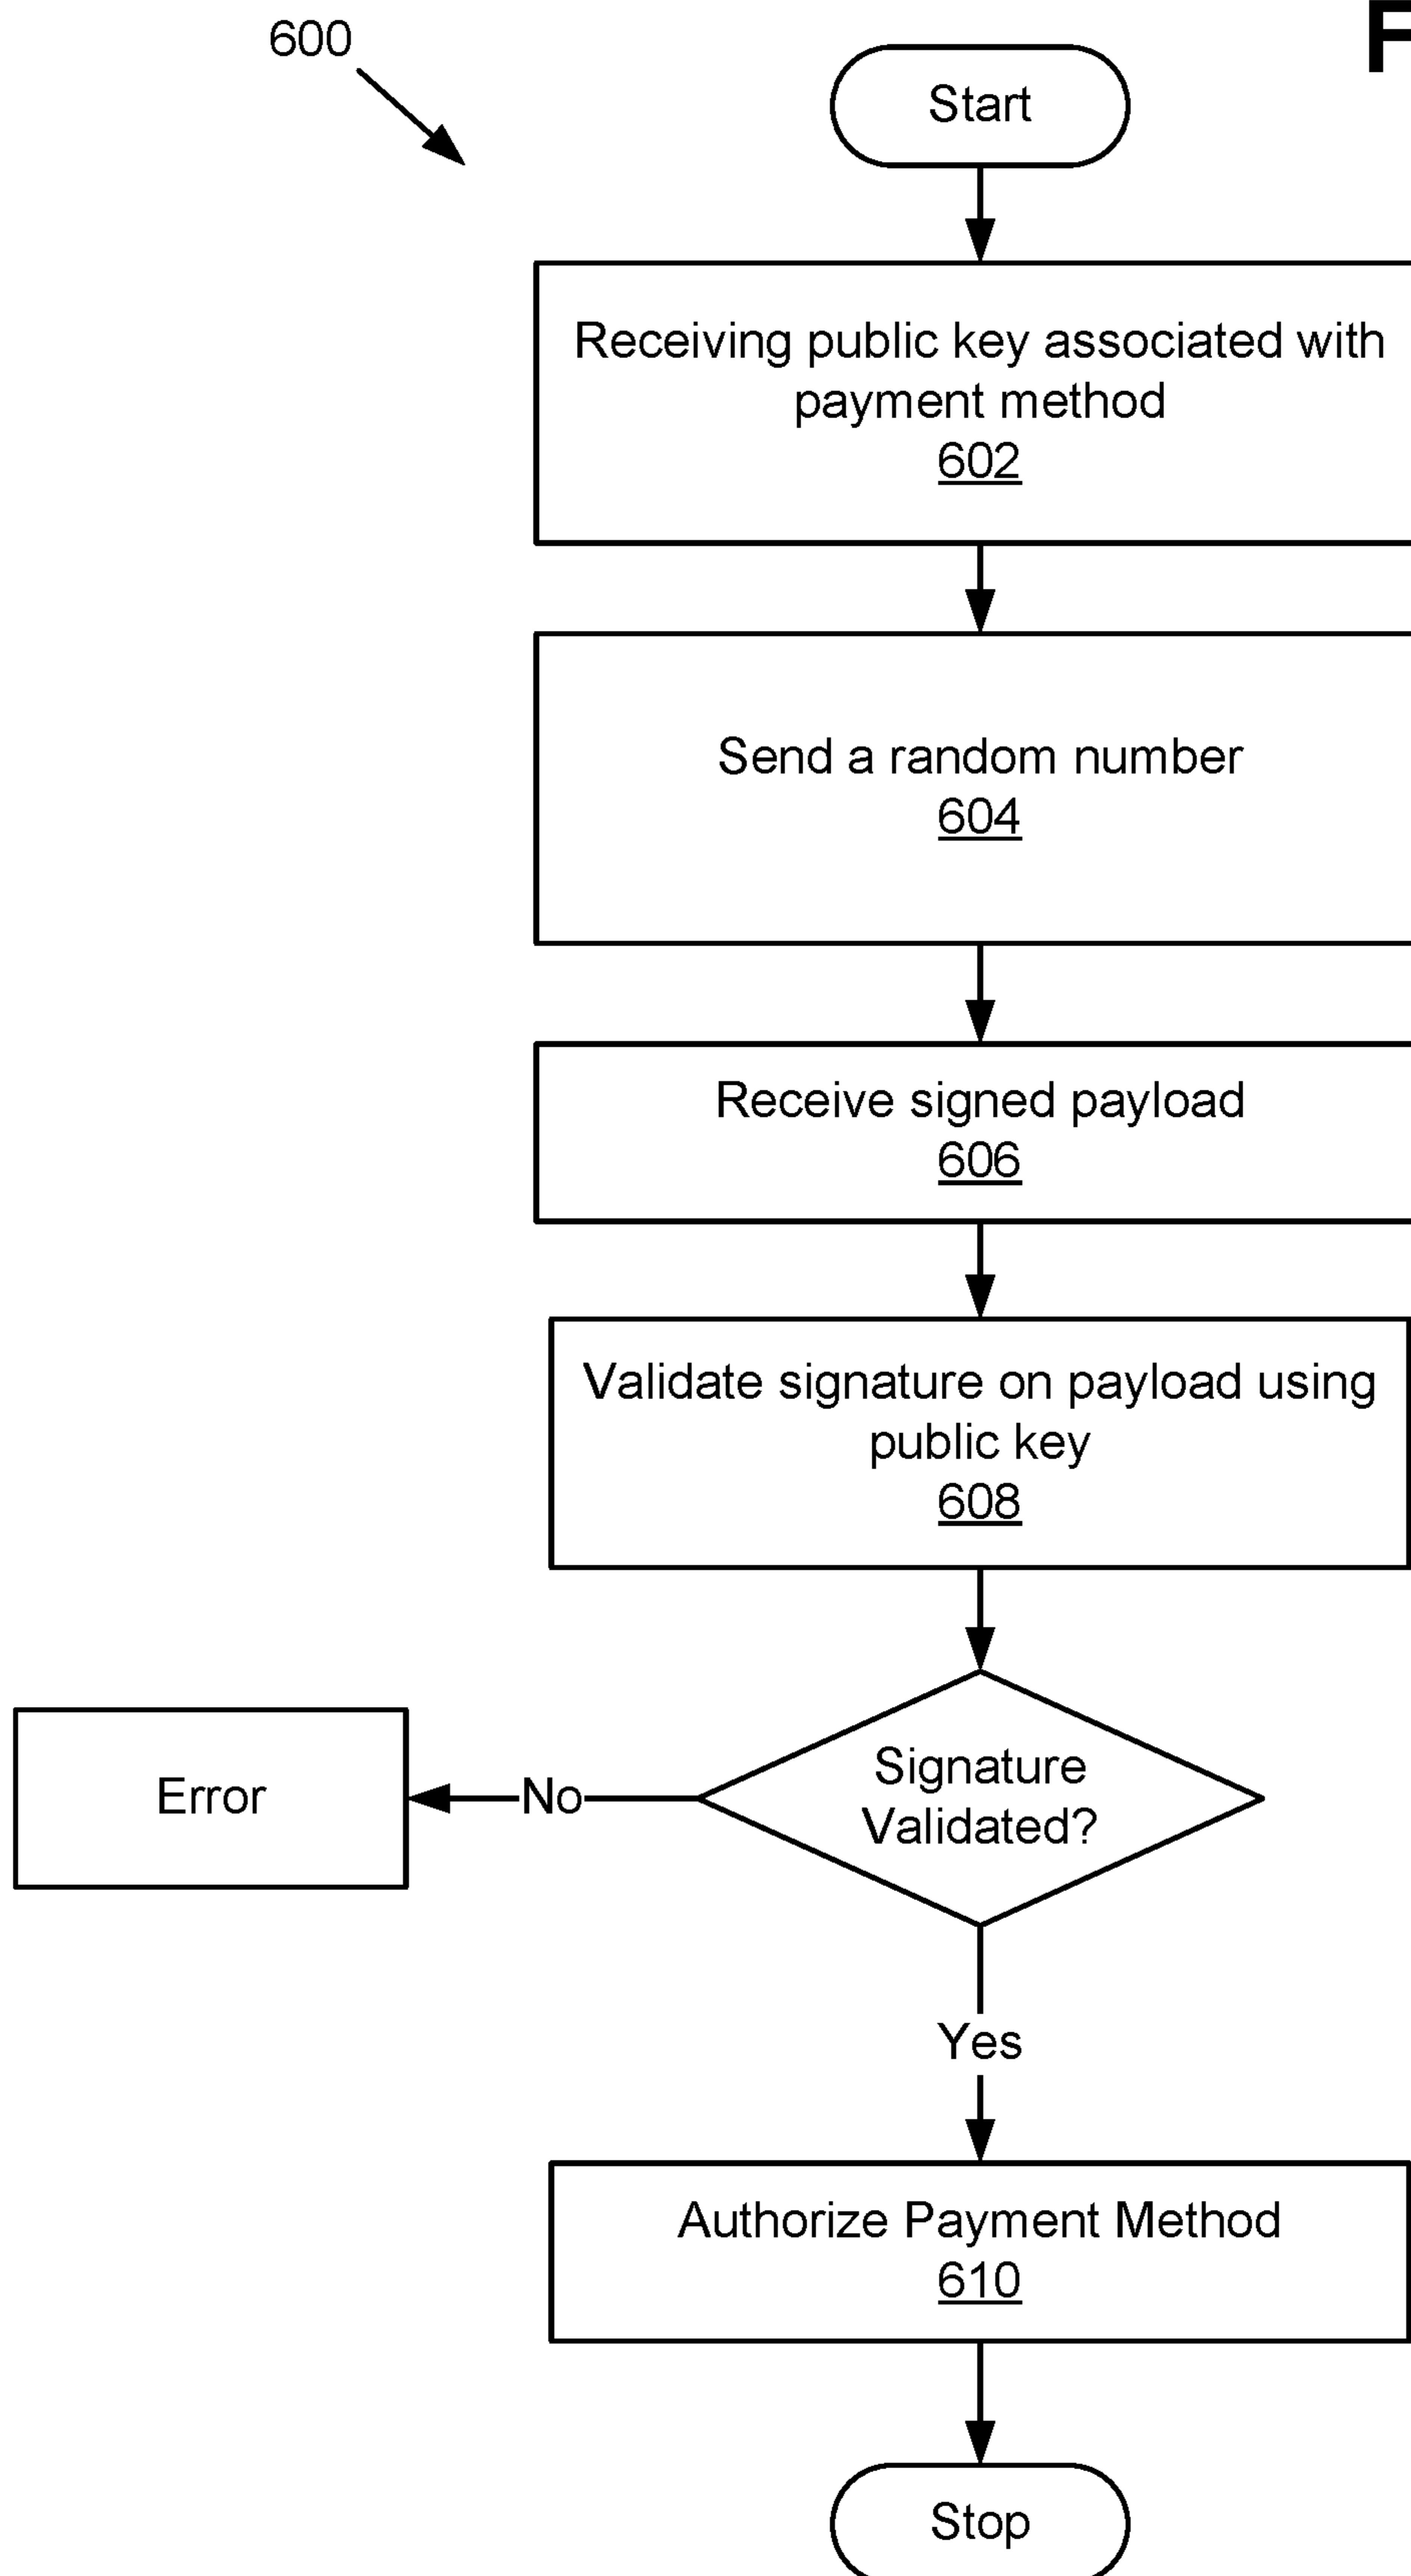 600
F
Start
Receiving public key associated with
payment method
602
Send a random number
604
Receive signed payload
606
Validate signature on payload using
public key
608
Signature
Validated?
Error
No
Yes
Authorize Payment Method
610
Stop